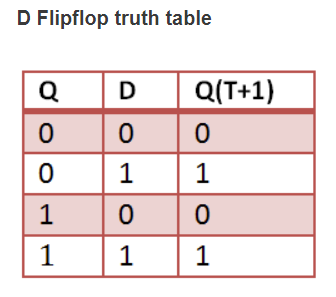 D Flipflop truth table
Q D Q(T+1)
0 0 0
0 1 1
1 0 0
1 1 1